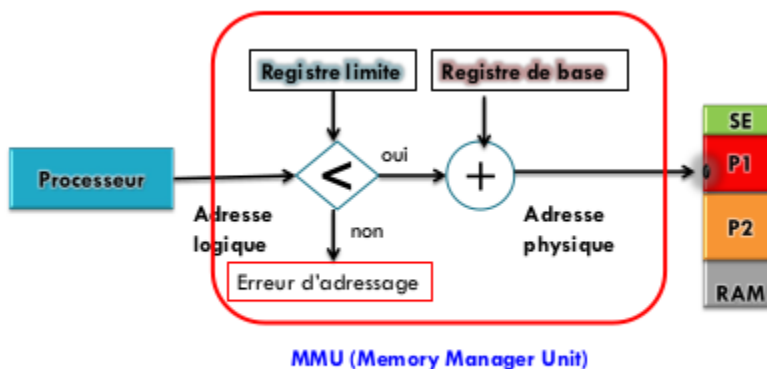 Registre limite
Registre de base
SE
oui
P1
Processeur
<
+
Adresse
logique
non
Adresse
physique
P2
Erreur d'adressage
RAM
MMU (Memory Manager Unit)